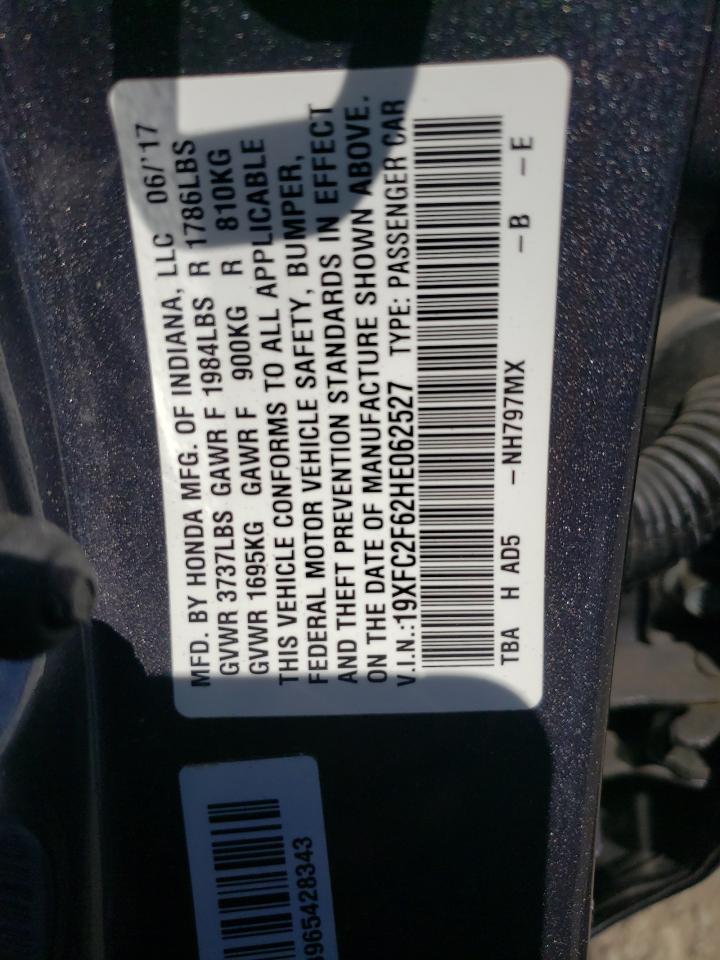 MFD. BY HONDA MFG. OF INDIANA, LLC 06/'17
GVWR 3737LBS GAWR F 1984LBS R 1786LBS
GVWR 1695KG GAWR F 900KG R 810KG
THIS VEHICLE CONFORMS TO ALL APPLICABLE
FEDERAL MOTOR VEHICLE SAFETY, BUMPER,
AND THEFT PREVENTION STANDARDS IN EFFECT
ON THE DATE OF MANUFACTURE SHOWN ABOVE.
V.I.N.:19XFC2F62HE062527 TYPE: PASSENGER CAR
TBA H AD5 -NH797MX -B -E
965428343